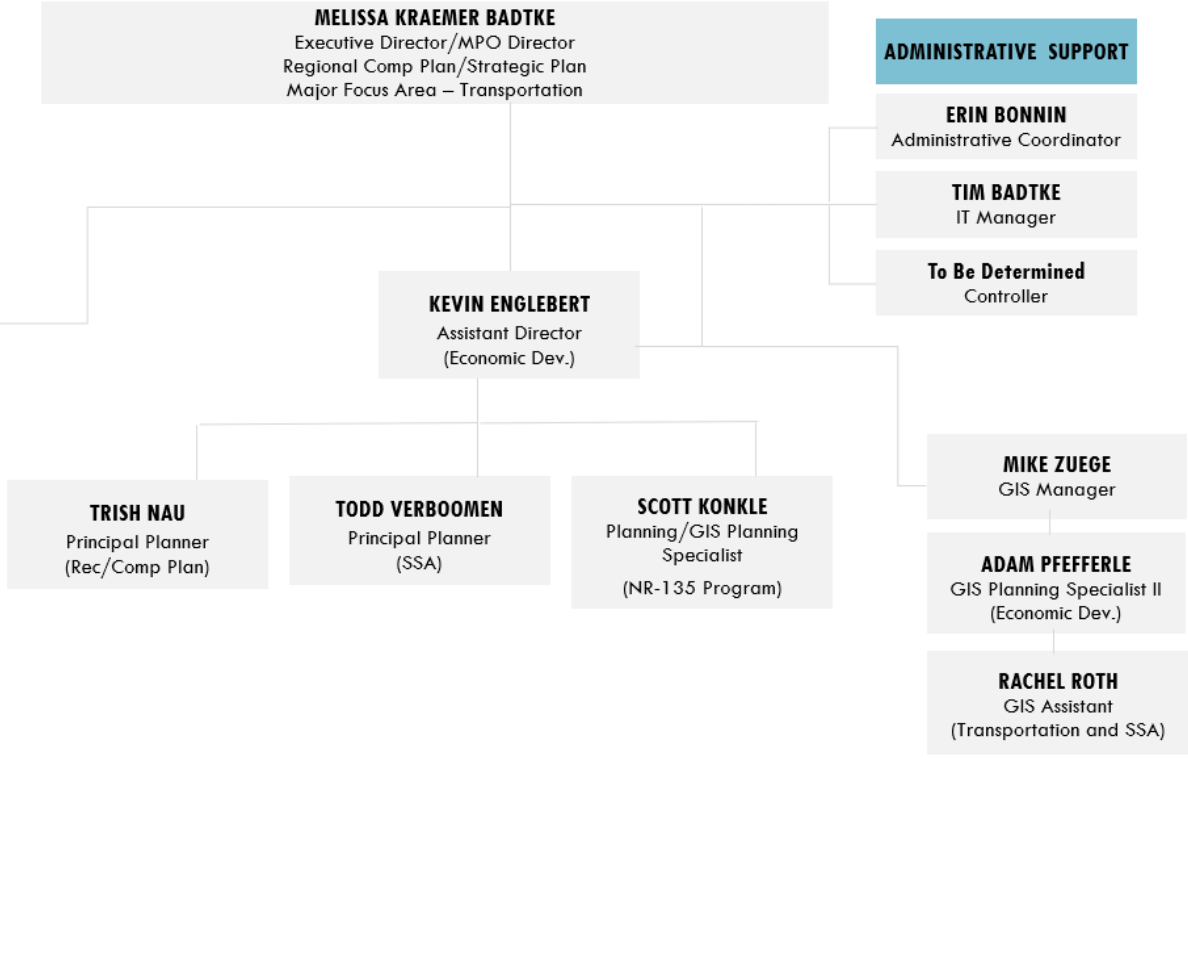 MELISSA KRAEMER BADTKE
Executive Director/MPO Director
Regional Comp Plan/Strategic Plan
Major Focus Area – Transportation
ADMINISTRATIVE SUPPORT
ERIN BONNIN
Administrative Coordinator
TIM BADTKE
IT Manager
To Be Determined
Controller
KEVIN ENGLEBERT
Assistant Director
(Economic Dev.)
TRISH NAU
Principal Planner
(Rec/Comp Plan)
TODD VERBOOMEN
Principal Planner
(SSA)
SCOTT KONKLE
Planning/GIS Planning
Specialist
(NR-135 Program)
MIKE ZUEGE
GIS Manager
ADAM PFEFFERLE
GIS Planning Specialist II
(Economic Dev.)
RACHEL ROTH
GIS Assistant
(Transportation and SSA)